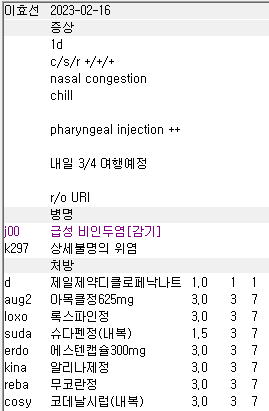 이효선 2023-02-16
증상
1d
c/s/r +/+/+
nasal congestion
chill
pharyngeal injection ++
내일 3/4 여행예정
r/o URI
병명
j00 급성 비인두염[감기]
k297 상세불명의 위염
처방
d 제일제약디클로페낙나트 1.0 1 1
aug2 아목클정625mg 3.0 3 7
loxo 록스파인정 3.0 3 7
suda 슈다펜정(내복) 1.5 3 7
erdo 에스텐캡슐300mg 3.0 3 7
kina 알리나제정 3.0 3 7
reba 무코란정 3.0 3 7
cosy 코데날시럽(내복) 3.0 3 7